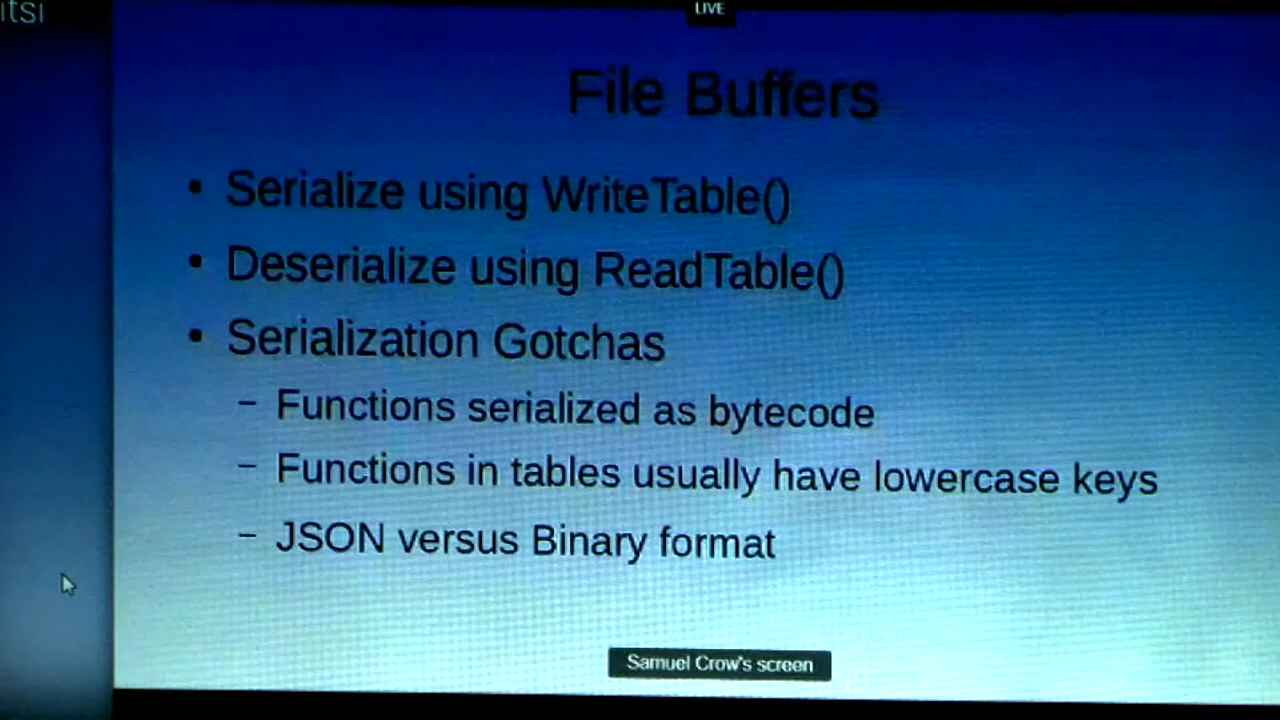 itsi
LIVE
File Buffers
• Serialize using WriteTable()
• Deserialize using ReadTable()
• Serialization Gotchas
– Functions serialized as bytecode
– Functions in tables usually have lowercase keys
– JSON versus Binary format
Samuel Crow's screen